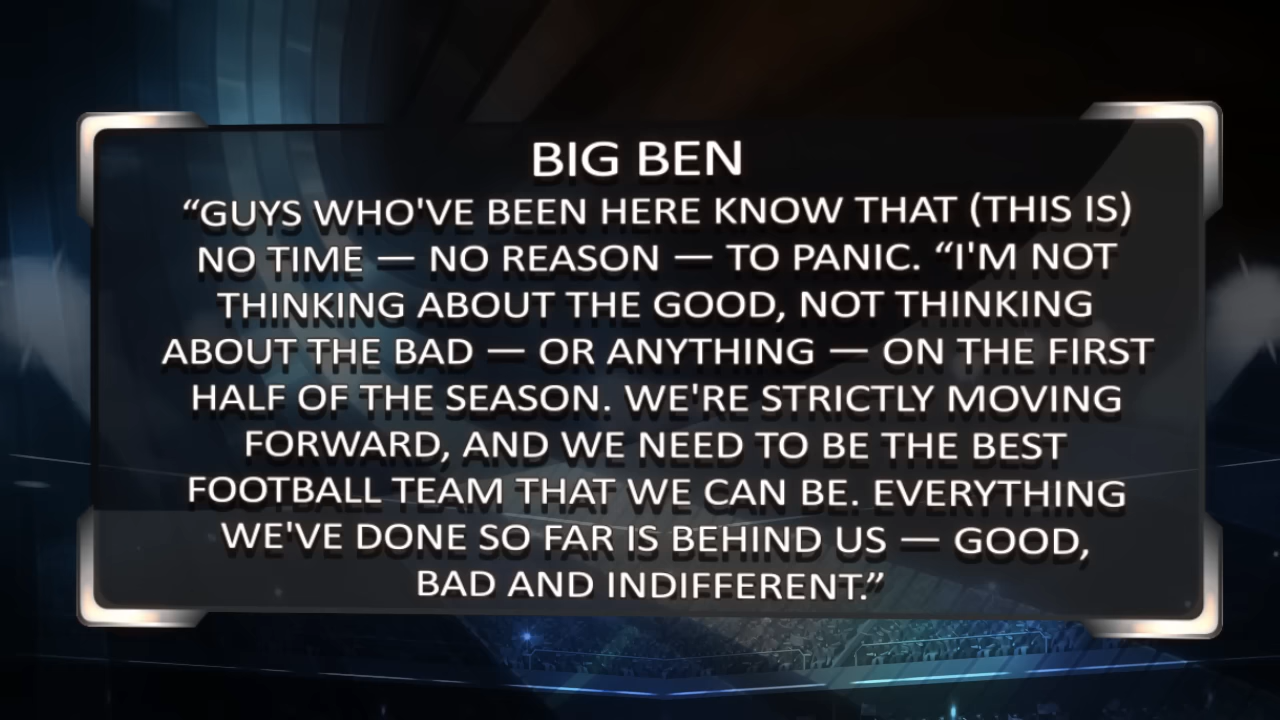 BIG BEN
“GUYS WHO'VE BEEN HERE KNOW THAT (THIS IS)
NO TIME — NO REASON — TO PANIC. “I'M NOT
THINKING ABOUT THE GOOD, NOT THINKING
ABOUT THE BAD — OR ANYTHING — ON THE FIRST
HALF OF THE SEASON. WE'RE STRICTLY MOVING
FORWARD, AND WE NEED TO BE THE BEST
FOOTBALL TEAM THAT WE CAN BE. EVERYTHING
WE'VE DONE SO FAR IS BEHIND US — GOOD,
BAD AND INDIFFERENT.”